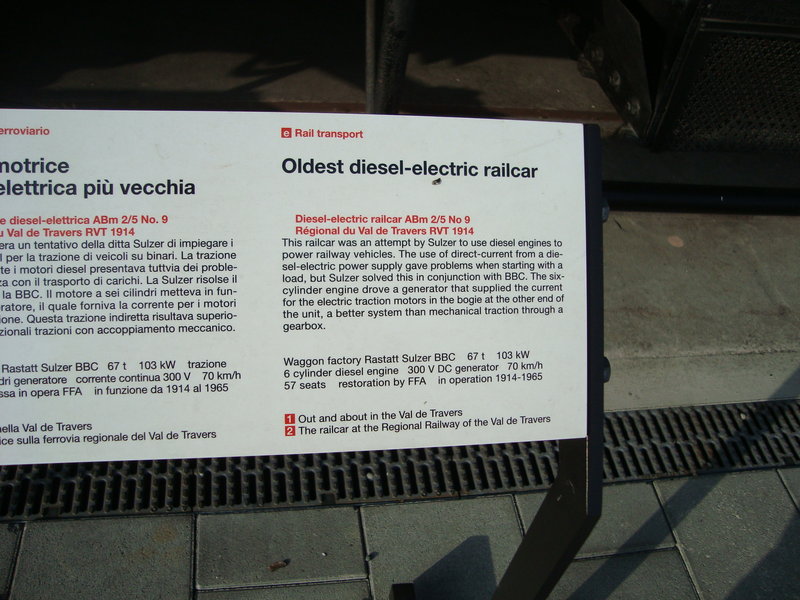 erroviario
motrice
elettrica più vecchia
e diesel-elettrica ABm 2/5 No. 9
u Val de Travers RVT 1914
era un tentativo della ditta Sulzer di impiegare i
l per la trazione di veicoli su binari. La trazione
te i motori diesel presentava tuttvia dei proble-
za con il trasporto di carichi. La Sulzer risolse il
la BBC. Il motore a sei cilindri metteva in fun-
eratore, il quale forniva la corrente per i motori
ione. Questa trazione indiretta risultava superio-
zionali trazioni con accoppiamento meccanico.
Rastatt Sulzer BBC 67 t 103 kW trazione
dri generatore corrente continua 300 V 70 km/h
ssa in opera FFA in funzione da 1914 al 1965
nella Val de Travers
ice sulla ferrovia regionale del Val de Travers
e Rail transport
Oldest diesel-electric railcar
Diesel-electric railcar ABm 2/5 No 9
Régional du Val de Travers RVT 1914
This railcar was an attempt by Sulzer to use diesel engines to
power railway vehicles. The use of direct-current from a die-
sel-electric power supply gave problems when starting with a
load, but Sulzer solved this in conjunction with BBC. The six-
cylinder engine drove a generator that supplied the current
for the electric traction motors in the bogie at the other end of
the unit, a better system than mechanical traction through a
gearbox.
Waggon factory Rastatt Sulzer BBC 67 t 103 kW
6 cylinder diesel engine 300 V DC generator 70 km/h
57 seats restoration by FFA in operation 1914-1965
1 Out and about in the Val de Travers
2 The railcar at the Regional Railway of the Val de Travers